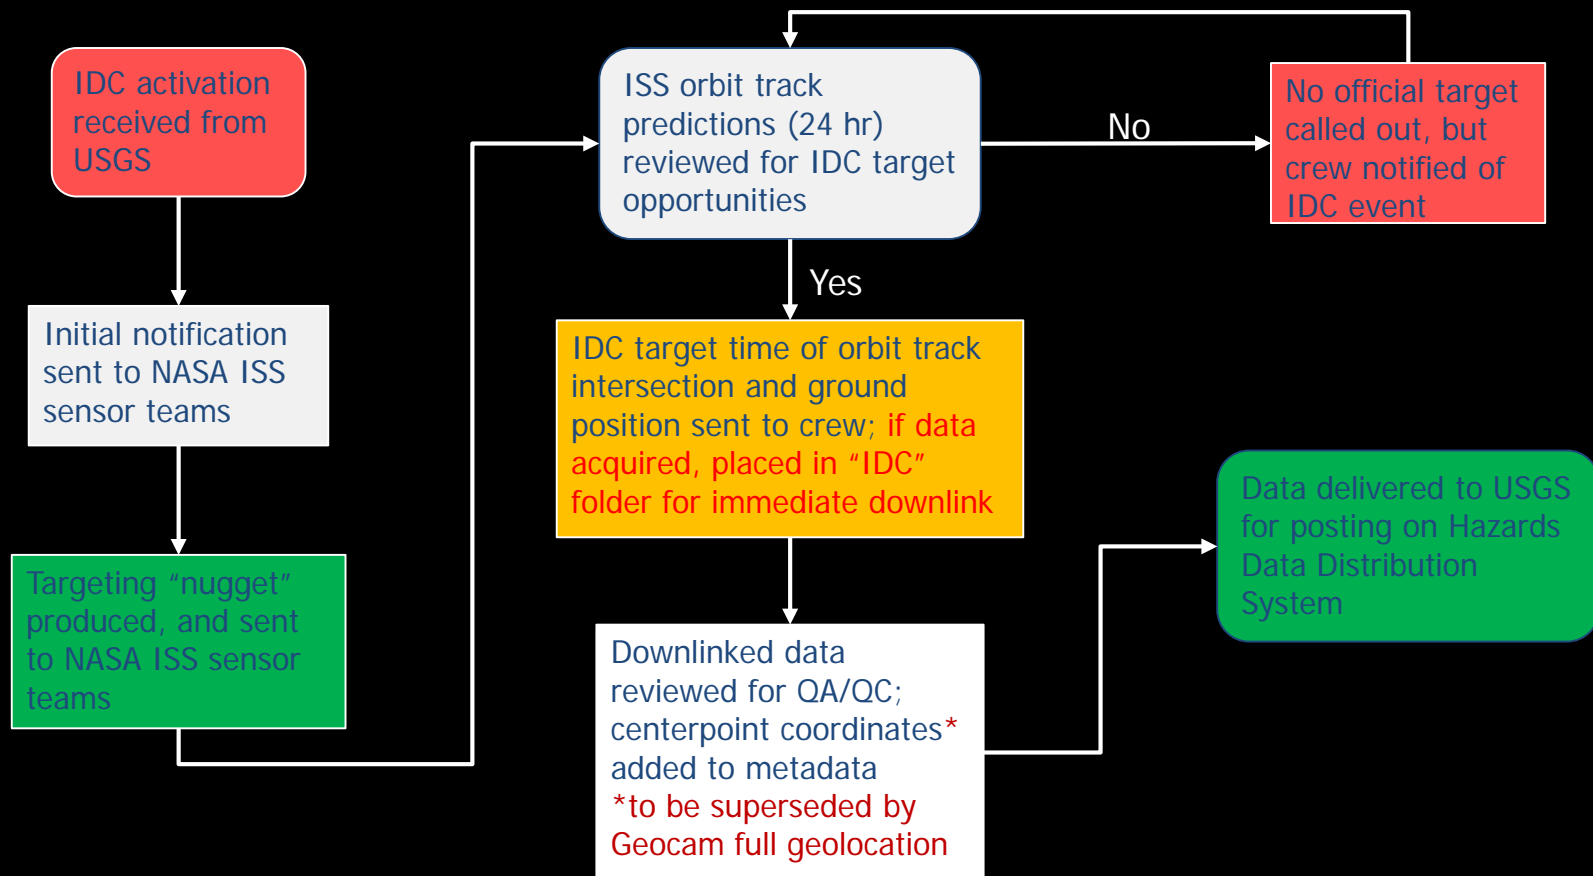 IDC activation
received from
USGS
Initial notification
sent to NASA ISS
sensor teams
Targeting “nugget”
produced, and sent
to NASA ISS sensor
teams
ISS orbit track
predictions (24 hr)
reviewed for IDC target
opportunities
No
No official target
called out, but
crew notified of
IDC event
Yes
IDC target time of orbit track
intersection and ground
position sent to crew; if data
acquired, placed in “IDC”
folder for immediate downlink
Downlinked data
reviewed for QA/QC;
centerpoint coordinates*
added to metadata
*to be superseded by
Geocam full geolocation
Data delivered to USGS
for posting on Hazards
Data Distribution
System